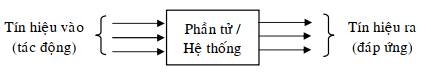 Tín hiệu vào
(tác động)
Phần tử /
Hệ thống
Tín hiệu ra
(đáp ứng)